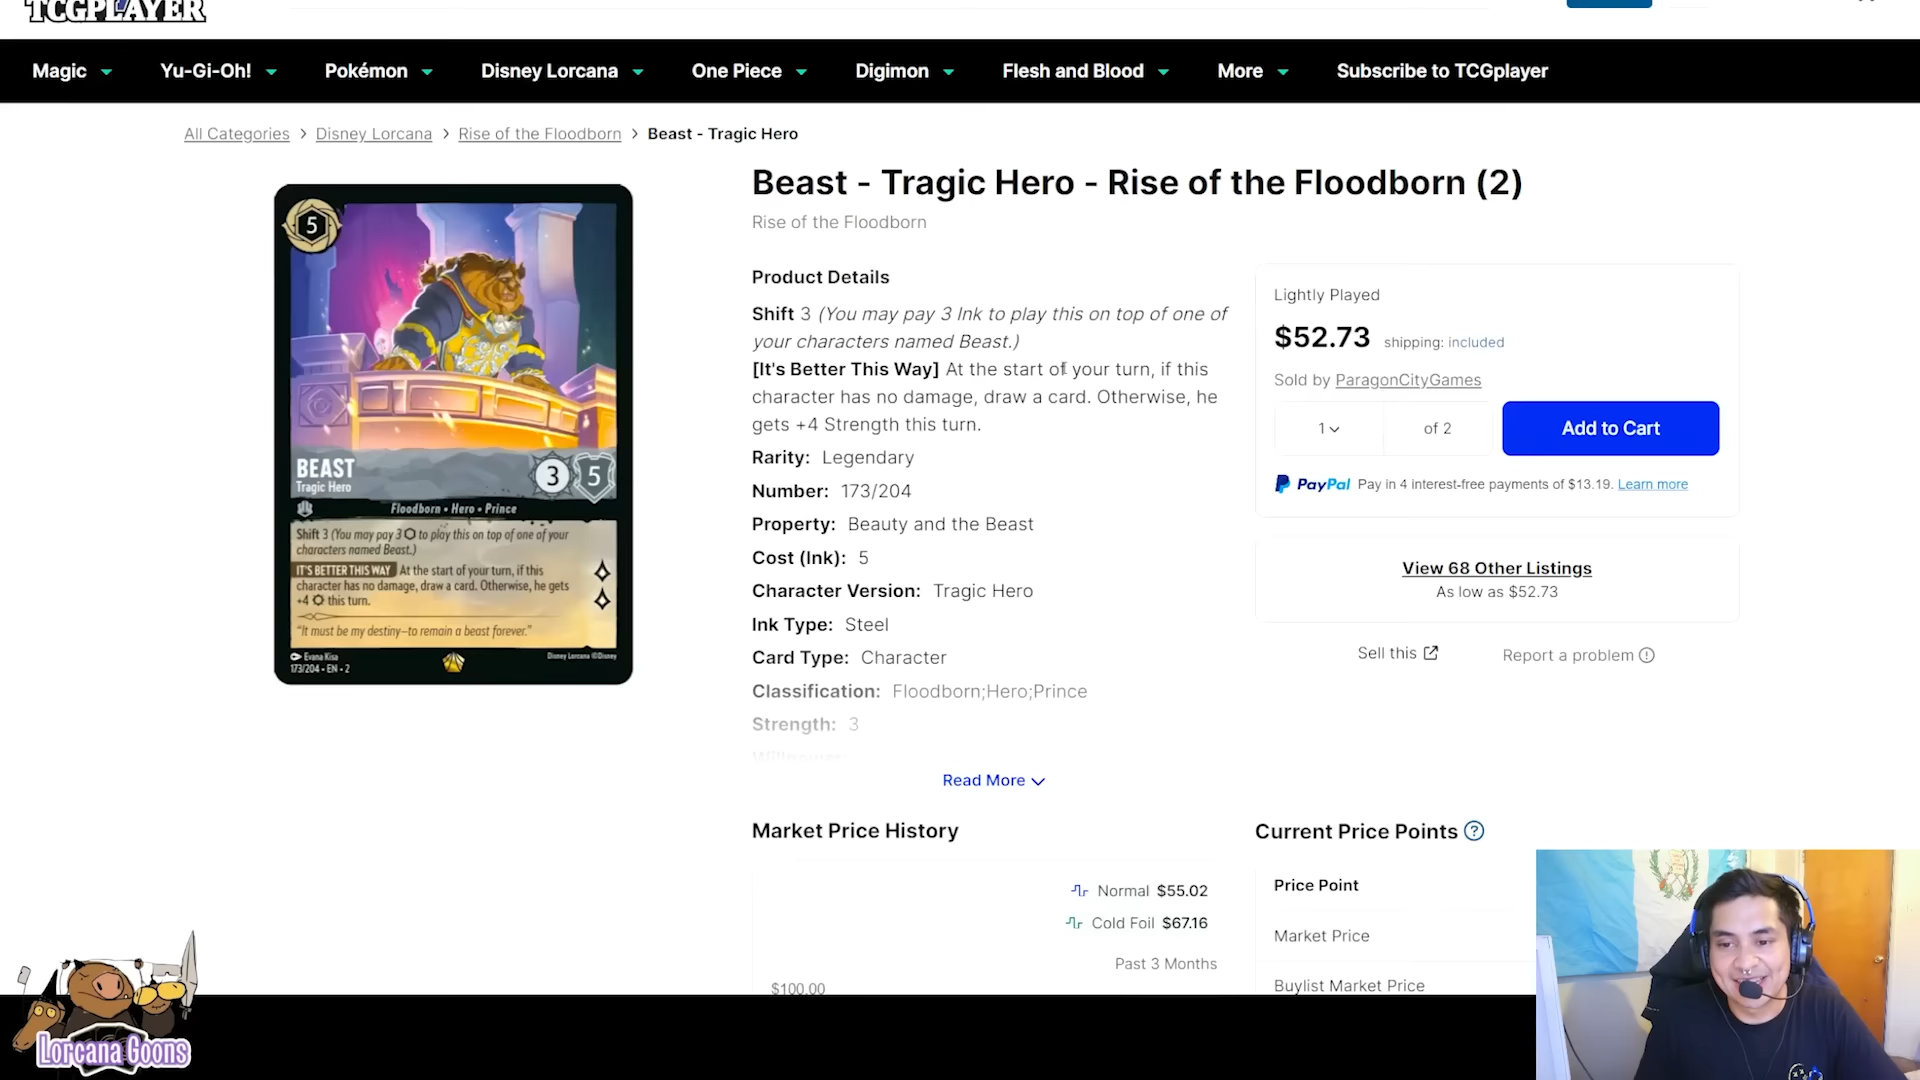 TCGPLAYER
Magic Yu-Gi-Oh! Pokémon Disney Lorcana One Piece Digimon Flesh and Blood More Subscribe to TCGplayer
All Categories > Disney Lorcana > Rise of the Floodborn > Beast - Tragic Hero
Beast - Tragic Hero - Rise of the Floodborn (2)
Rise of the Floodborn
5
BEAST
Tragic Hero
3 5
Floodborn • Hero • Prince
Shift 3 (You may pay 3 to play this on top of one of your
characters named Beast.)
IT'S BETTER THIS WAY At the start of your turn, if this
character has no damage, draw a card. Otherwise, he gets
+4 this turn.
"It must be my destiny—to remain a beast forever."
Evana Kisa
Disney Lorcana ©Disney
173/204 • EN • 2
Product Details
Shift 3 (You may pay 3 Ink to play this on top of one of
your characters named Beast.)
[It's Better This Way] At the start of your turn, if this
character has no damage, draw a card. Otherwise, he
gets +4 Strength this turn.
Rarity: Legendary
Number: 173/204
Property: Beauty and the Beast
Cost (Ink): 5
Character Version: Tragic Hero
Ink Type: Steel
Card Type: Character
Classification: Floodborn;Hero;Prince
Strength: 3
Read More
Lightly Played
$52.73 shipping: included
Sold by ParagonCityGames
1 of 2 Add to Cart
PayPal Pay in 4 interest-free payments of $13.19. Learn more
View 68 Other Listings
As low as $52.73
Sell this Report a problem
Market Price History
Normal $55.02
Cold Foil $67.16
Past 3 Months
$100.00
Current Price Points ?
Price Point
Market Price
Buylist Market Price
Lorcana Goons